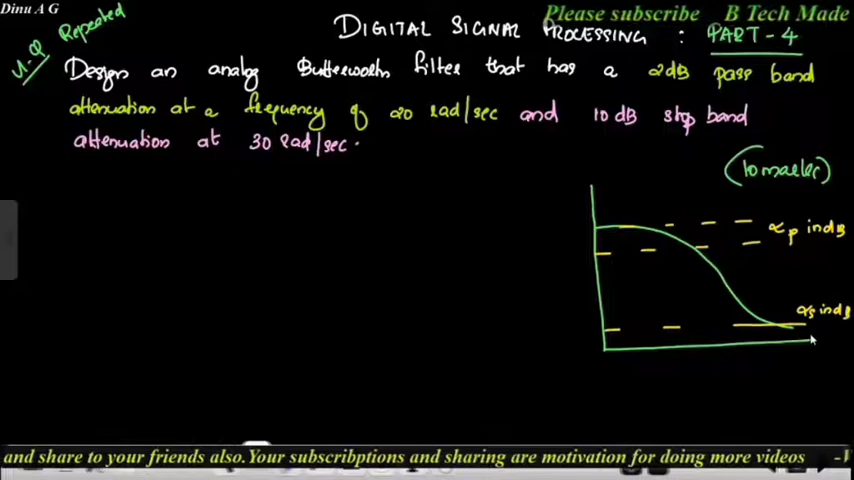 Dinu A G
Please subscribe B Tech Made
DIGITAL SIGNAL PROCESSING : PART - 4
U.Q Repeated
Design an analog Butterworth filter that has a 2dB pass band
attenuation at a frequency of 20 rad/sec and 10 dB stop band
attenuation at 30 rad/sec.
(10 marks)
αp in dB
αs in dB
and share to your friends also.Your subscribptions and sharing are motivation for doing more videos -V